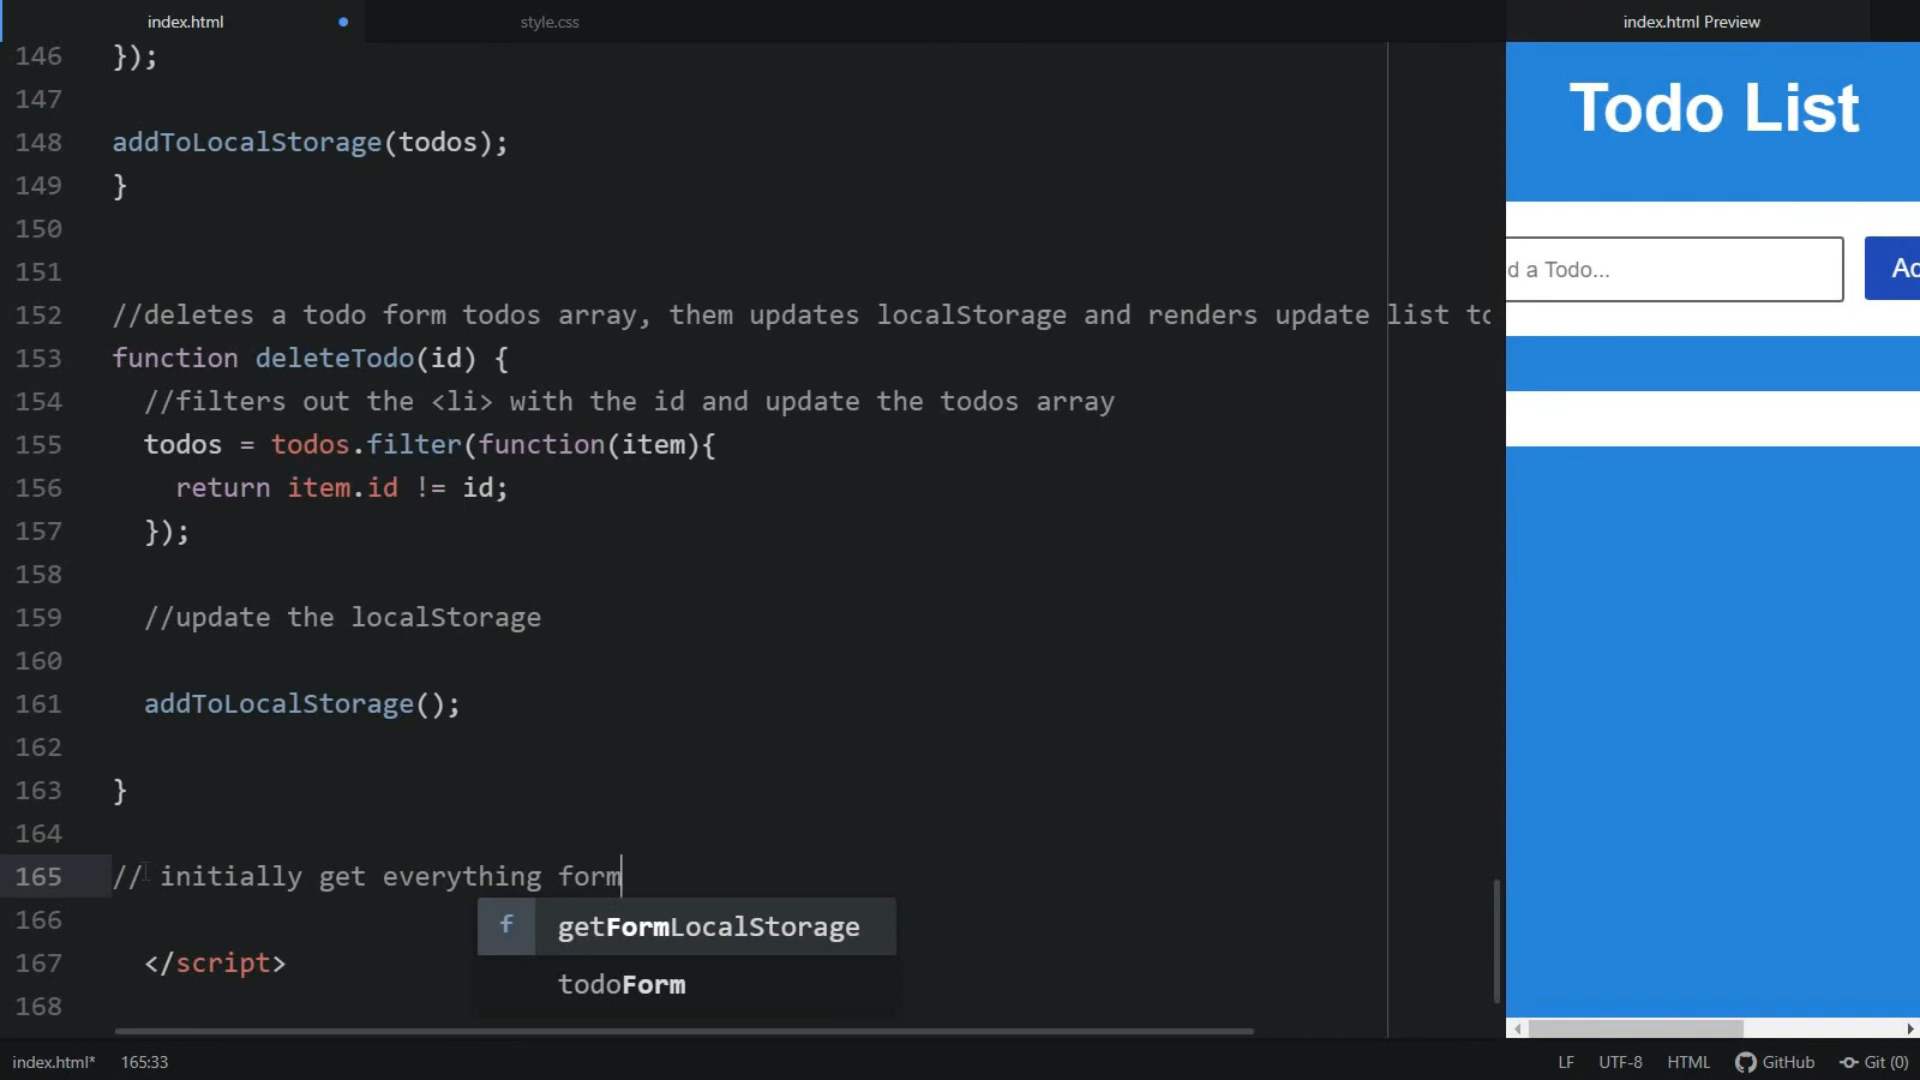 index.html
style.css
index.html Preview
146 });
147
148 addToLocalStorage(todos);
149 }
150
151
152 //deletes a todo form todos array, them updates localStorage and renders update list to
153 function deleteTodo(id) {
154 //filters out the <li> with the id and update the todos array
155 todos = todos.filter(function(item){
156 return item.id != id;
157 });
158
159 //update the localStorage
160
161 addToLocalStorage();
162
163 }
164
165 // initially get everything form
166
f getFormLocalStorage
167 </script>
todoForm
168
Todo List
d a Todo...
Ad
index.html*
165:33
LF
UTF-8
HTML
GitHub
Git (0)